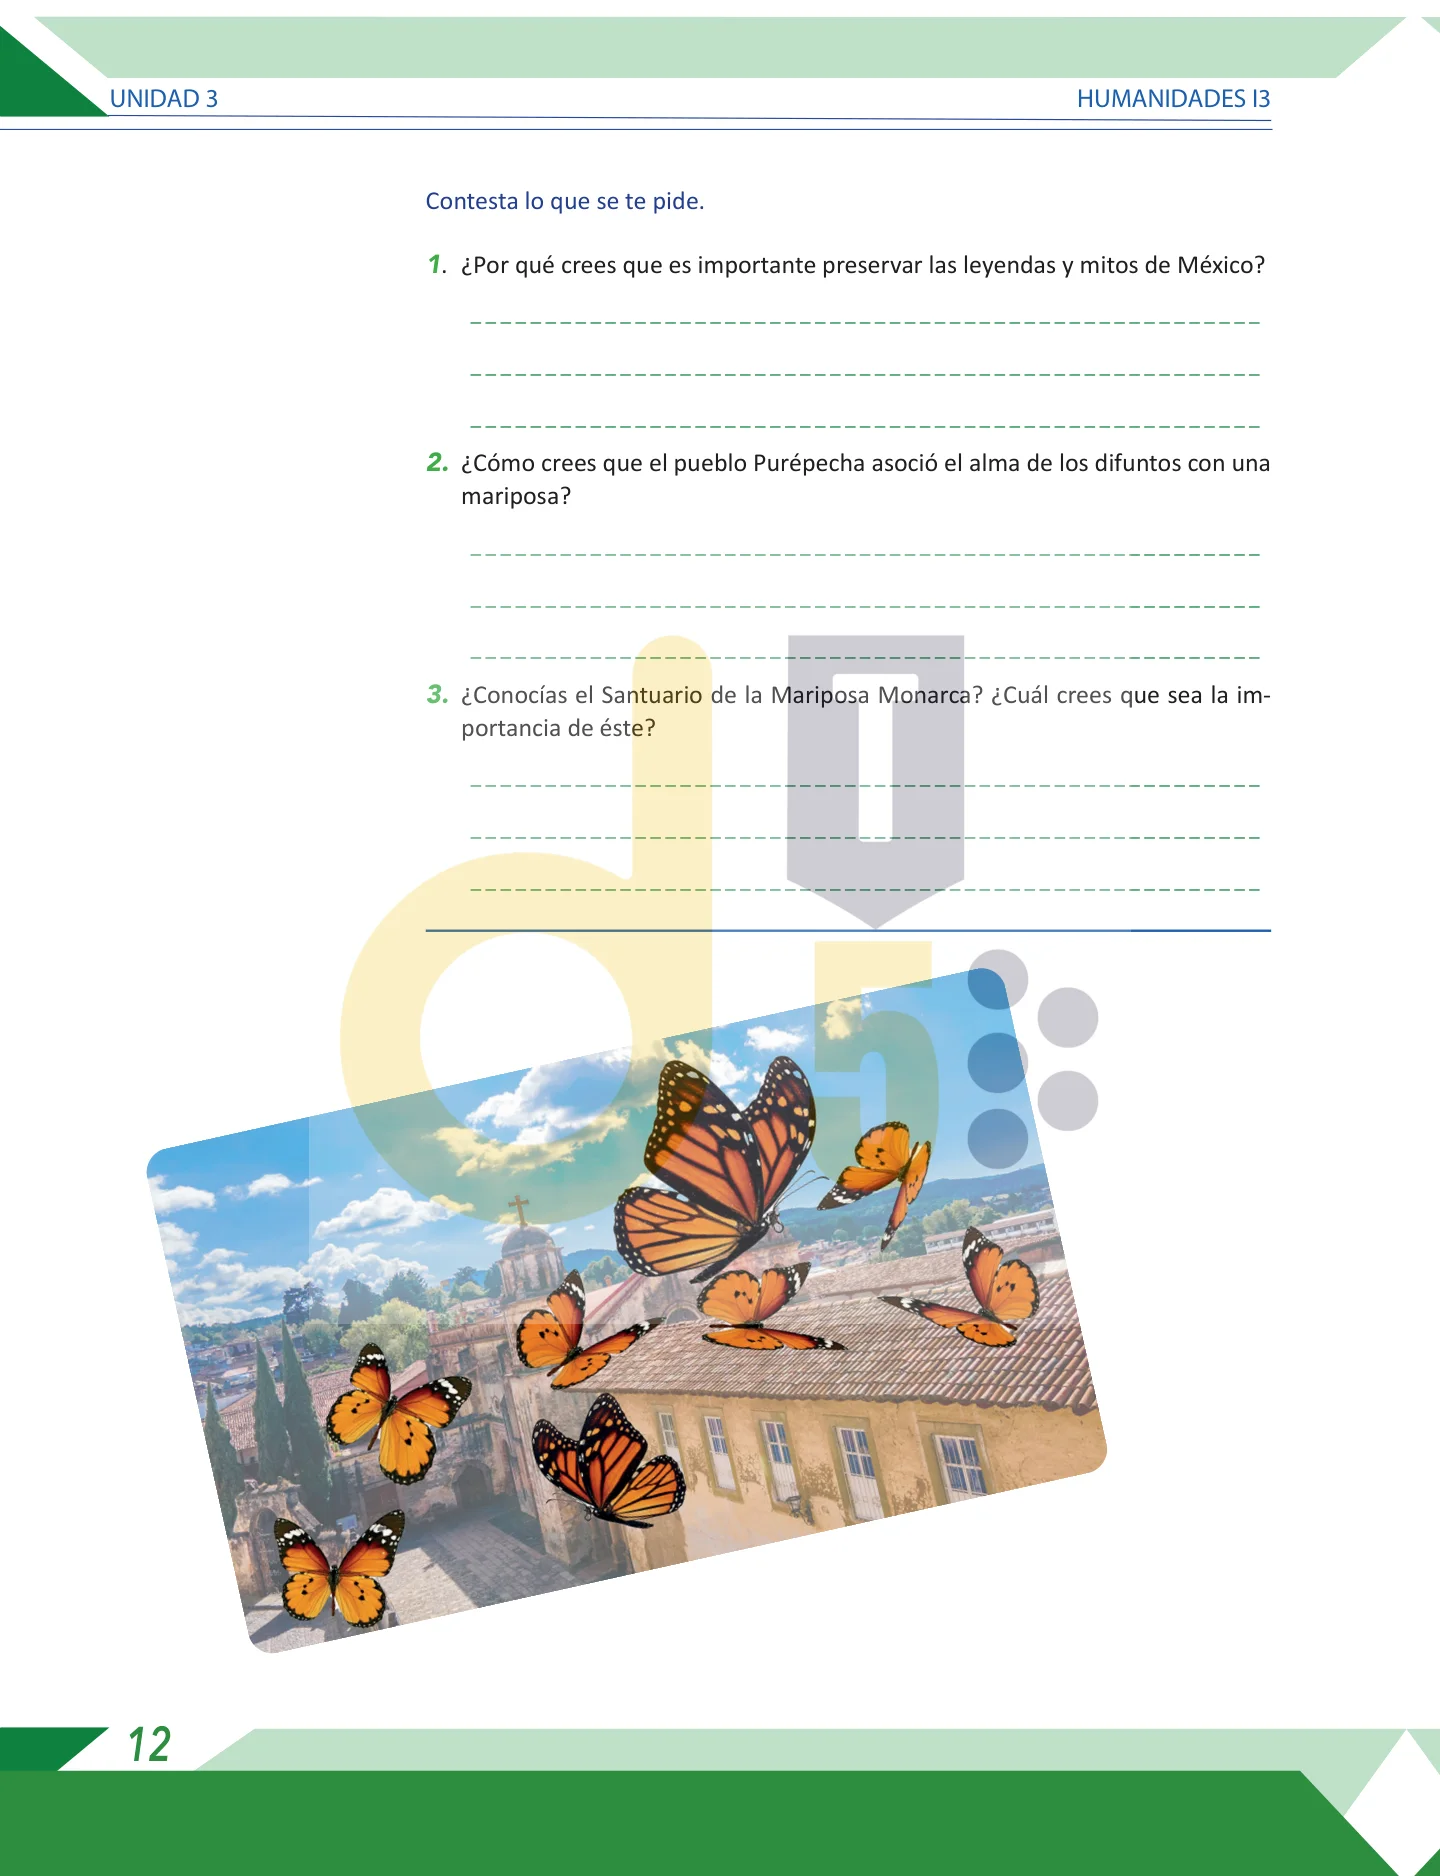 UNIDAD 3
HUMANIDADES I3
Contesta lo que se te pide.
1. ¿Por qué crees que es importante preservar las leyendas y mitos de México?
2. ¿Cómo crees que el pueblo Purépecha asoció el alma de los difuntos con una
mariposa?
3. ¿Conocías el Santuario de la Mariposa Monarca? ¿Cuál crees que sea la im-
portancia de éste?
d
5
12